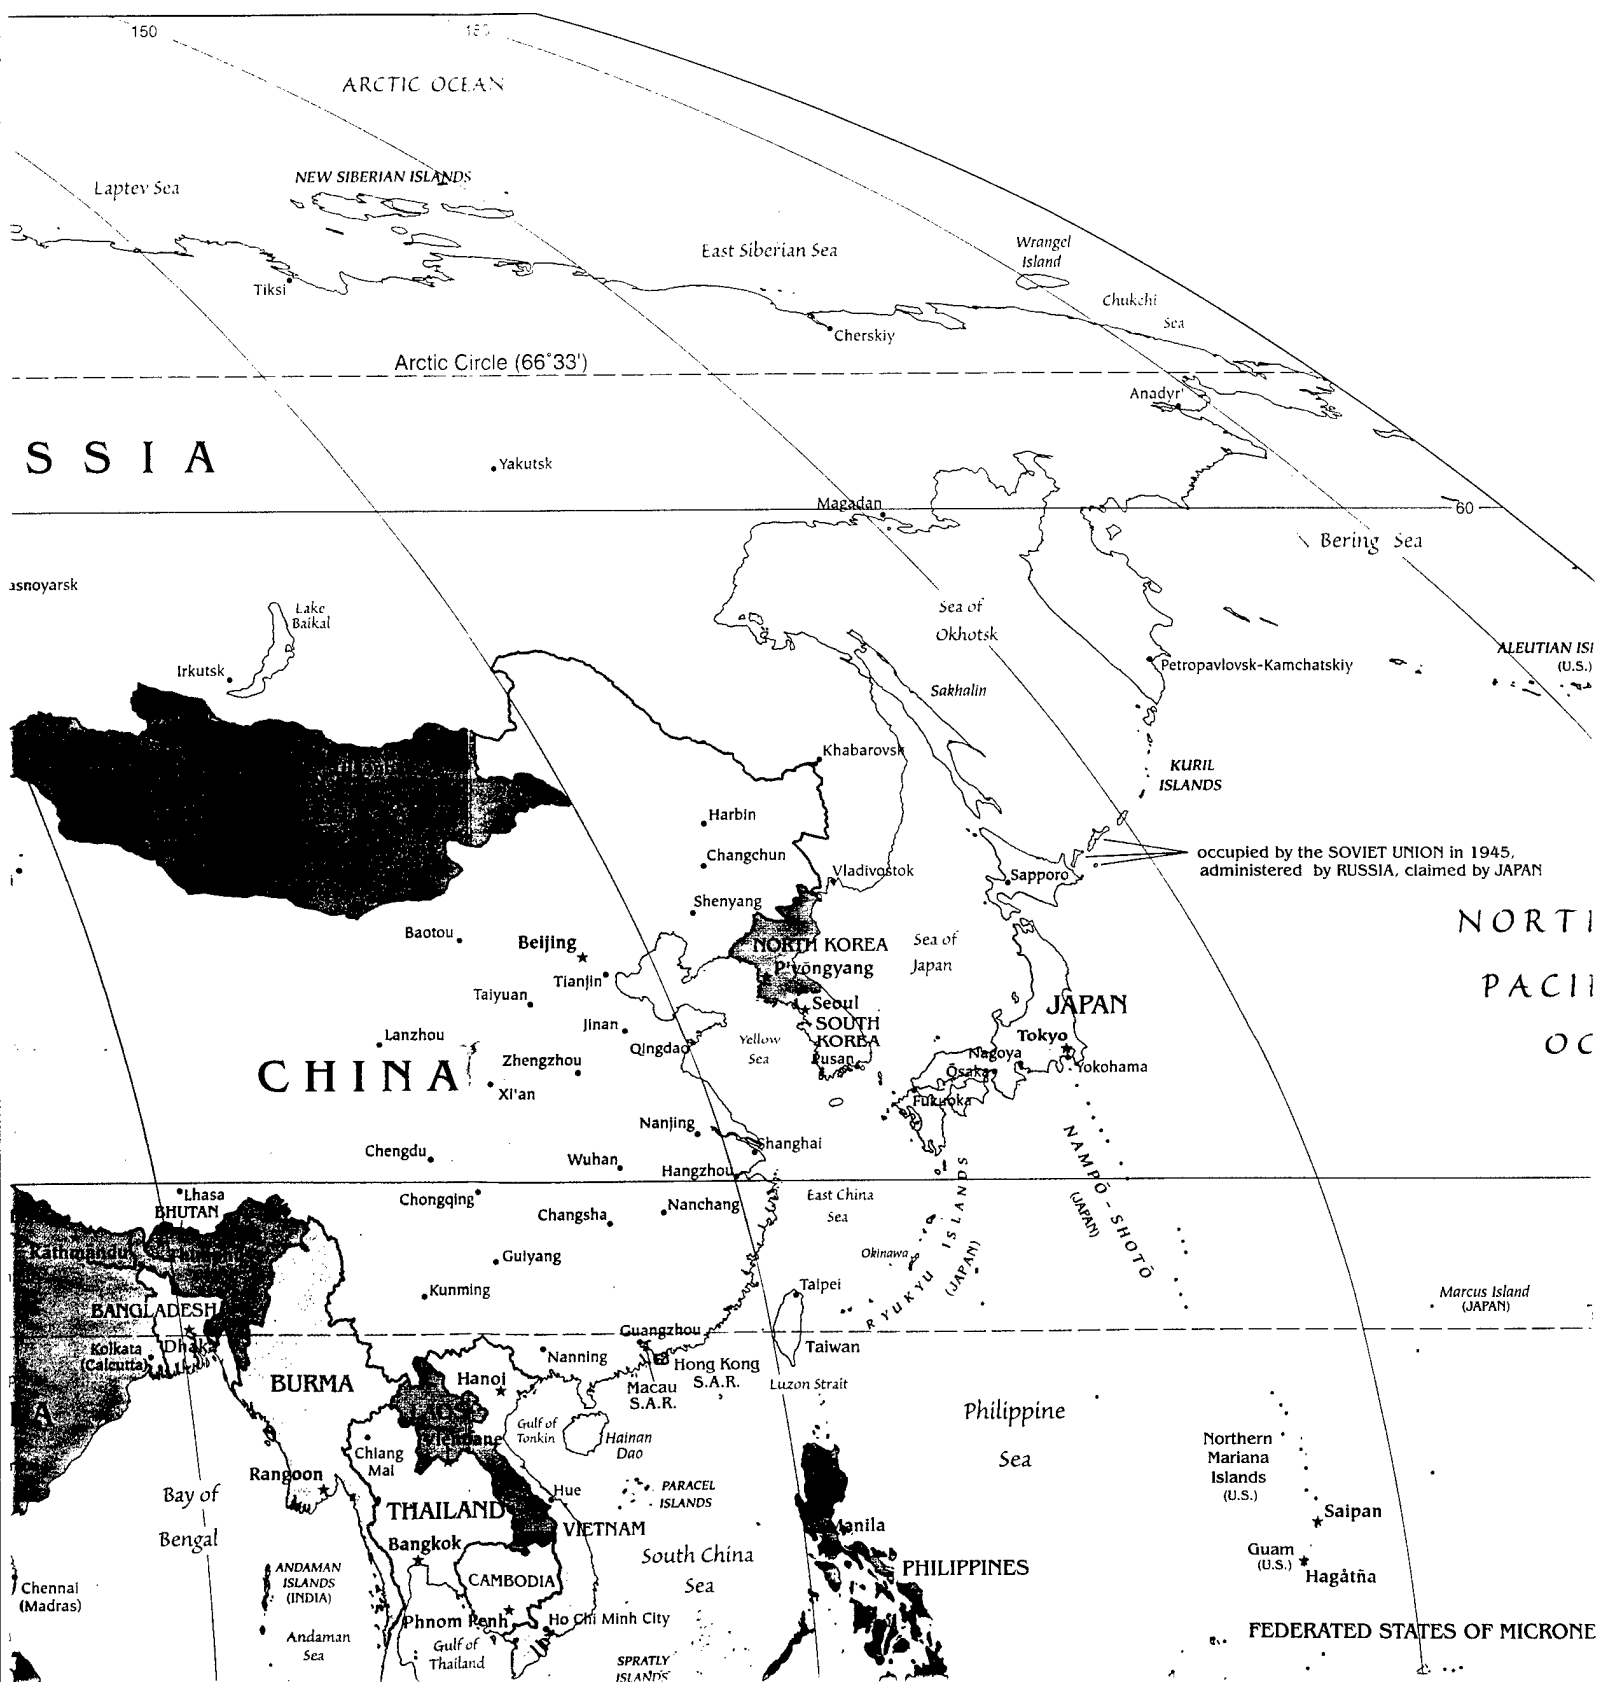 150
180
ARCTIC OCEAN
NEW SIBERIAN ISLANDS
Laptev Sea
East Siberian Sea
Wrangel
Island
Chukchi
Sea
Tiksi
Cherskiy
Arctic Circle (66°33')
Anadyr'
SSIA
Yakutsk
Magadan
60
Bering Sea
asnoyarsk
Lake
Baikal
Sea of
Okhotsk
Irkutsk
Petropavlovsk-Kamchatskiy
ALEUTIAN ISI
(U.S.)
Sakhalin
Khabarovsk
KURIL
ISLANDS
Harbin
Changchun
occupied by the SOVIET UNION in 1945,
administered by RUSSIA, claimed by JAPAN
Vladivostok
Sapporo
Shenyang
NORTH
PACI
OC
Baotou
Beijing
NORTH KOREA
P'yŏngyang
Sea of
Japan
Tianjin
Taiyuan
Seoul
SOUTH
KOREA
JAPAN
Tokyo
Lanzhou
Jinan
Qingdao
Yellow
Sea
Pusan
Nagoya
Ōsaka
Yokohama
Zhengzhou
CHINA
Xi'an
Fukuoka
Nanjing
Shanghai
NAMPŌ-SHOTŌ
(JAPAN)
Chengdu
Wuhan
Hangzhou
Lhasa
BHUTAN
Chongqing
Changsha
Nanchang
East China
Sea
RYUKYU ISLANDS
(JAPAN)
Kathmandu
Thimphu
Guiyang
Okinawa
Kunming
Taipei
Marcus Island
(JAPAN)
BANGLADESH
Dhaka
Kolkata
(Calcutta)
Guangzhou
Taiwan
Nanning
Hong Kong
S.A.R.
Macau
S.A.R.
Luzon Strait
BURMA
Hanoi
A
LAOS
Vientiane
Gulf of
Tonkin
Hainan
Dao
Philippine
Sea
Chiang
Mai
Northern
Mariana
Islands
(U.S.)
Rangoon
Bay of
Bengal
Hue
PARACEL
ISLANDS
Saipan
THAILAND
VIETNAM
Manila
Bangkok
South China
Sea
Guam
(U.S.)
Hagåtña
ANDAMAN
ISLANDS
(INDIA)
CAMBODIA
PHILIPPINES
Chennai
(Madras)
Phnom Penh
Ho Chi Minh City
Andaman
Sea
Gulf of
Thailand
SPRATLY
ISLANDS
FEDERATED STATES OF MICRONE